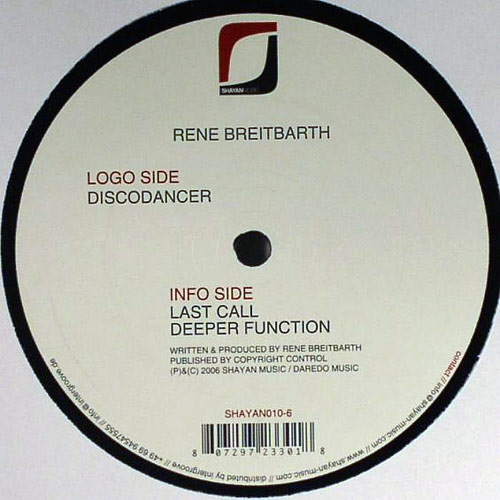 SHAYAN MUSIC
RENE BREITBARTH
LOGO SIDE
DISCODANCER
INFO SIDE
LAST CALL
DEEPER FUNCTION
WRITTEN & PRODUCED BY RENE BREITBARTH
PUBLISHED BY COPYRIGHT CONTROL
(P)&(C) 2006 SHAYAN MUSIC / DAREDO MUSIC
SHAYAN010-6
8 07297 23301 8
contact // info@shayan-music.com // www.shayan-music.com // distributed by intergroove // +49 69 94547555 // info@intergroove.de